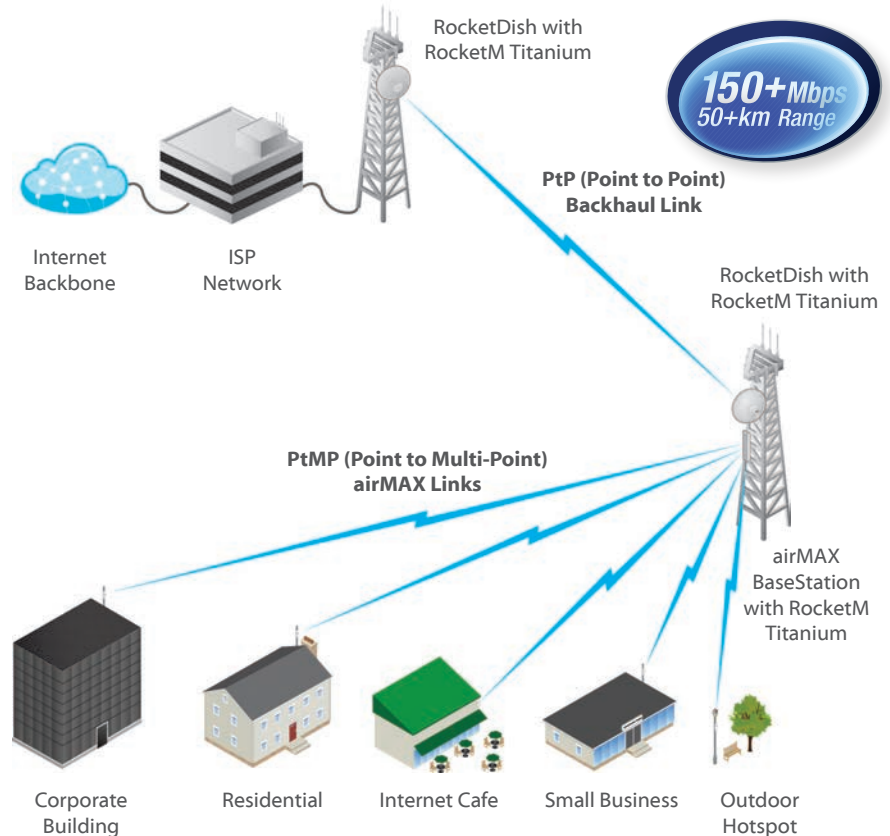 RocketDish with
RocketM Titanium
150+Mbps
50+km Range
PtP (Point to Point)
Backhaul Link
Internet
Backbone
ISP
Network
RocketDish with
RocketM Titanium
PtMP (Point to Multi-Point)
airMAX Links
airMAX
BaseStation
with RocketM
Titanium
Corporate
Building
Residential
Internet Cafe
Small Business
Outdoor
Hotspot